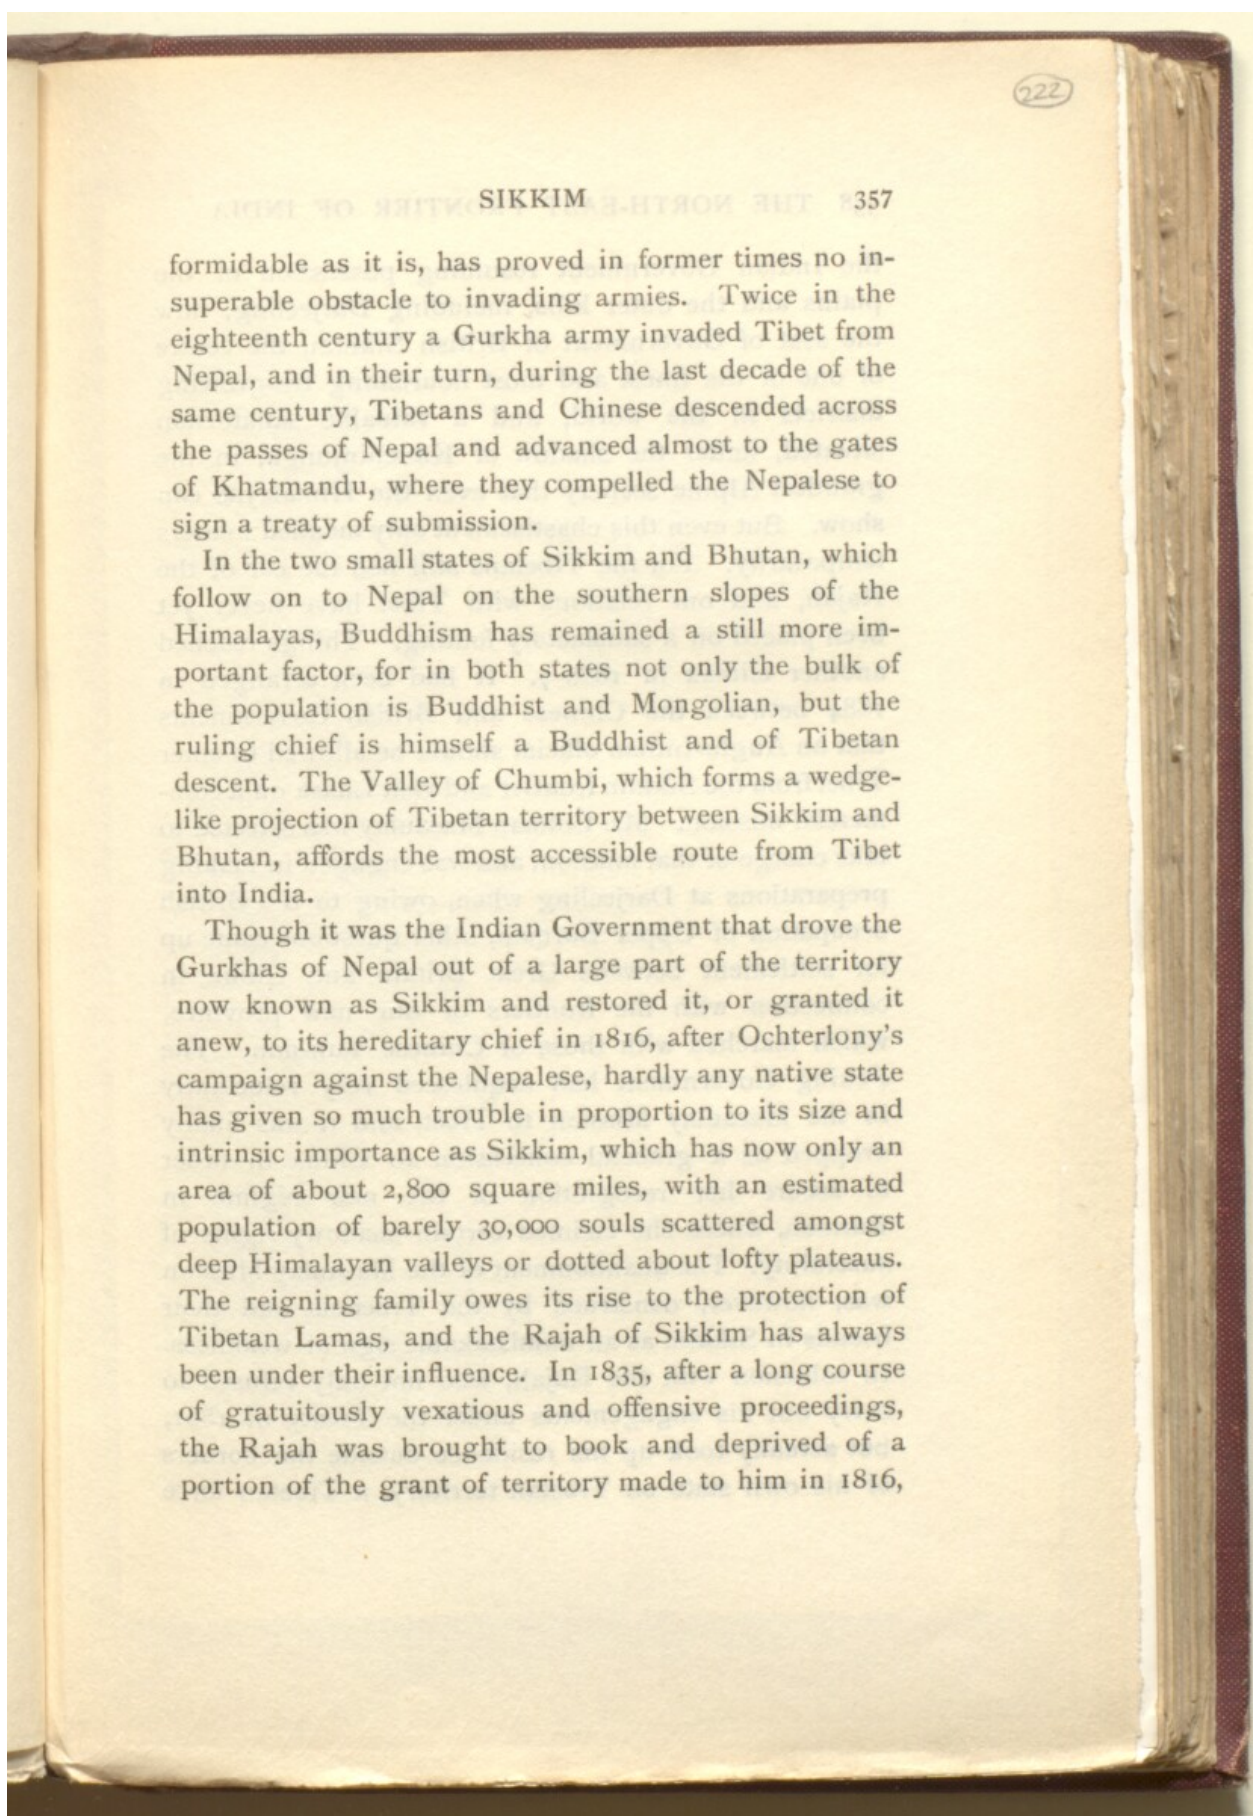 222
SIKKIM 357
formidable as it is, has proved in former times no in-
superable obstacle to invading armies. Twice in the
eighteenth century a Gurkha army invaded Tibet from
Nepal, and in their turn, during the last decade of the
same century, Tibetans and Chinese descended across
the passes of Nepal and advanced almost to the gates
of Khatmandu, where they compelled the Nepalese to
sign a treaty of submission.
In the two small states of Sikkim and Bhutan, which
follow on to Nepal on the southern slopes of the
Himalayas, Buddhism has remained a still more im-
portant factor, for in both states not only the bulk of
the population is Buddhist and Mongolian, but the
ruling chief is himself a Buddhist and of Tibetan
descent. The Valley of Chumbi, which forms a wedge-
like projection of Tibetan territory between Sikkim and
Bhutan, affords the most accessible route from Tibet
into India.
Though it was the Indian Government that drove the
Gurkhas of Nepal out of a large part of the territory
now known as Sikkim and restored it, or granted it
anew, to its hereditary chief in 1816, after Ochterlony's
campaign against the Nepalese, hardly any native state
has given so much trouble in proportion to its size and
intrinsic importance as Sikkim, which has now only an
area of about 2,800 square miles, with an estimated
population of barely 30,000 souls scattered amongst
deep Himalayan valleys or dotted about lofty plateaus.
The reigning family owes its rise to the protection of
Tibetan Lamas, and the Rajah of Sikkim has always
been under their influence. In 1835, after a long course
of gratuitously vexatious and offensive proceedings,
the Rajah was brought to book and deprived of a
portion of the grant of territory made to him in 1816,